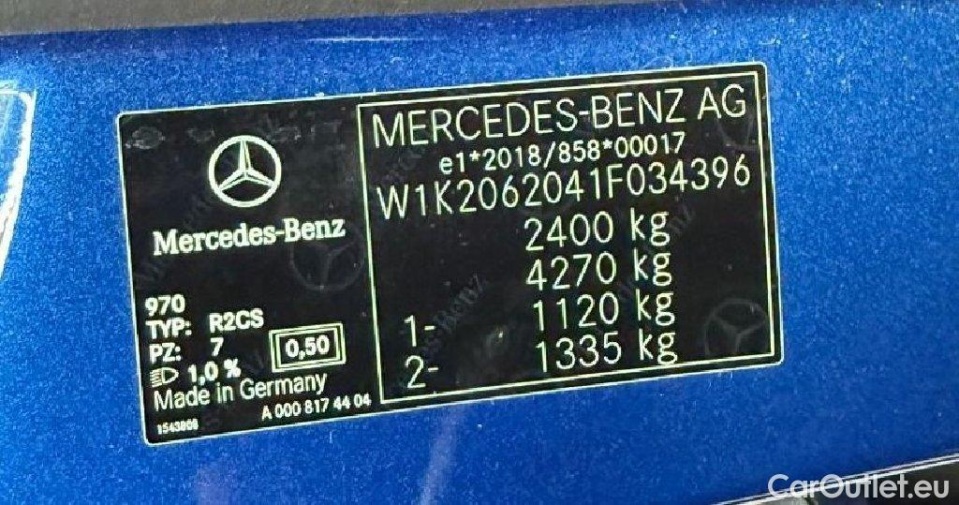 Mercedes-Benz
970
TYP: R2CS
PZ: 7
1,0 %
0,50
Made in Germany
A 000 817 44 04
MERCEDES-BENZ AG
e1*2018/858*00017
W1K2062041F034396
2400 kg
4270 kg
1- 1120 kg
2- 1335 kg
CarOutlet.eu